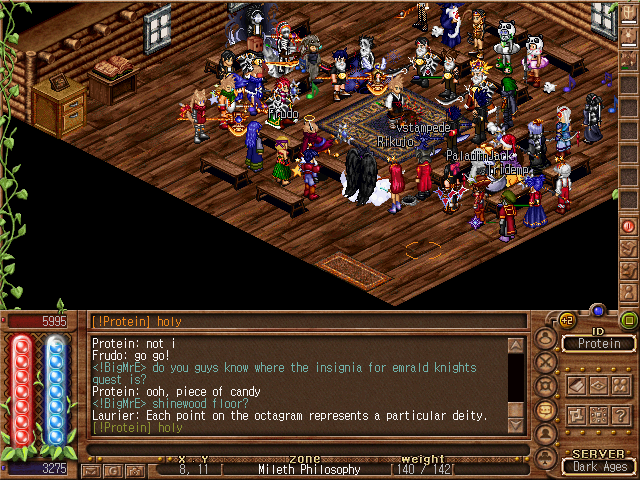 Frudo
vstampede
Rikujo
PaladinJack
5995
[!Protein] holy
+2
ID
Protein
Protein: not i
Frudo: go go!
<!BigMrE> do you guys know where the insignia for emrald knights
quest is?
Protein: ooh, piece of candy
<!BigMrE> shinewood floor?
Laurier: Each point on the octagram represents a particular deity.
[!Protein] holy
x y zone weight
8, 11 Mileth Philosophy 140 / 142
3275
SERVER
Dark Ages